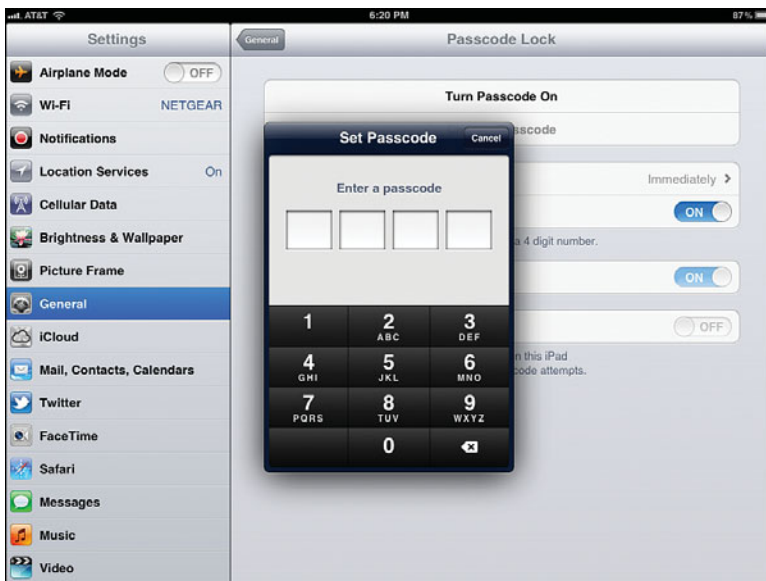 AT&T 6:20 PM 87%
Settings
Airplane Mode OFF
Wi-Fi NETGEAR
Notifications
Location Services On
Cellular Data
Brightness & Wallpaper
Picture Frame
General
iCloud
Mail, Contacts, Calendars
Twitter
FaceTime
Safari
Messages
Music
Video
General Passcode Lock
Turn Passcode On
Immediately
ON
a 4 digit number.
ON
OFF
this iPad
attempts.
Set Passcode Cancel
Enter a passcode
1 2 ABC 3 DEF
4 GHI 5 JKL 6 MNO
7 PQRS 8 TUV 9 WXYZ
0